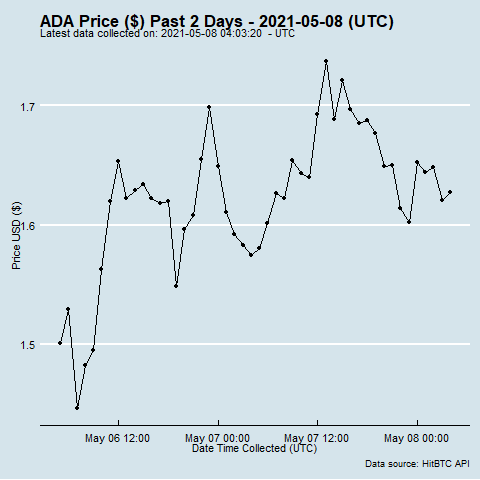 ADA Price ($) Past 2 Days - 2021-05-08 (UTC)
Latest data collected on: 2021-05-08 04:03:20  - UTC
1.7
1.6
1.5
Price USD ($)
May 06 12:00 May 07 00:00 May 07 12:00 May 08 00:00
Date Time Collected (UTC)
Data source: HitBTC API